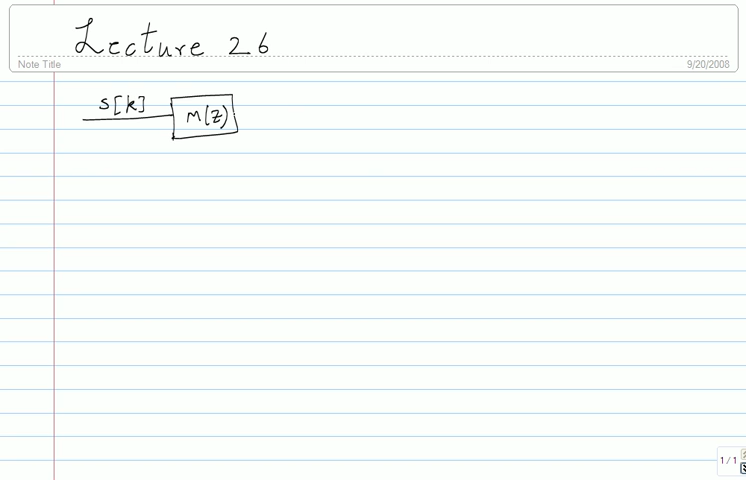 Lecture 26
Note Title
9/20/2008
s[k]
M(z)
1 / 1